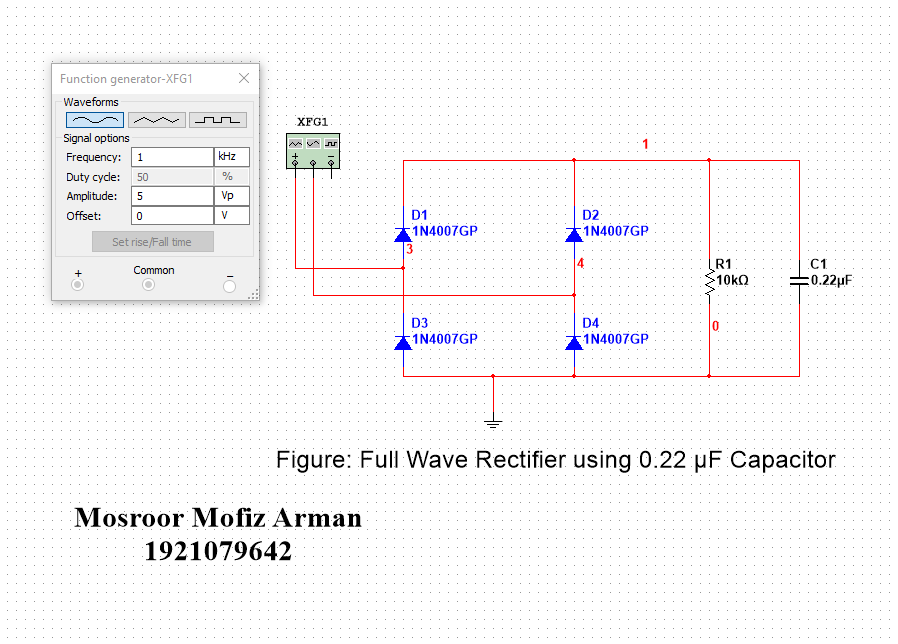 Function generator-XFG1
Waveforms
Signal options
Frequency: 1 kHz
Duty cycle: 50 %
Amplitude: 5 Vp
Offset: 0 V
Set rise/Fall time
+ Common −
XFG1
+ −
1
D1
1N4007GP
3
D2
1N4007GP
4
R1
10kΩ
C1
0.22µF
D3
1N4007GP
D4
1N4007GP
0
Figure: Full Wave Rectifier using 0.22 µF Capacitor
Mosroor Mofiz Arman
1921079642